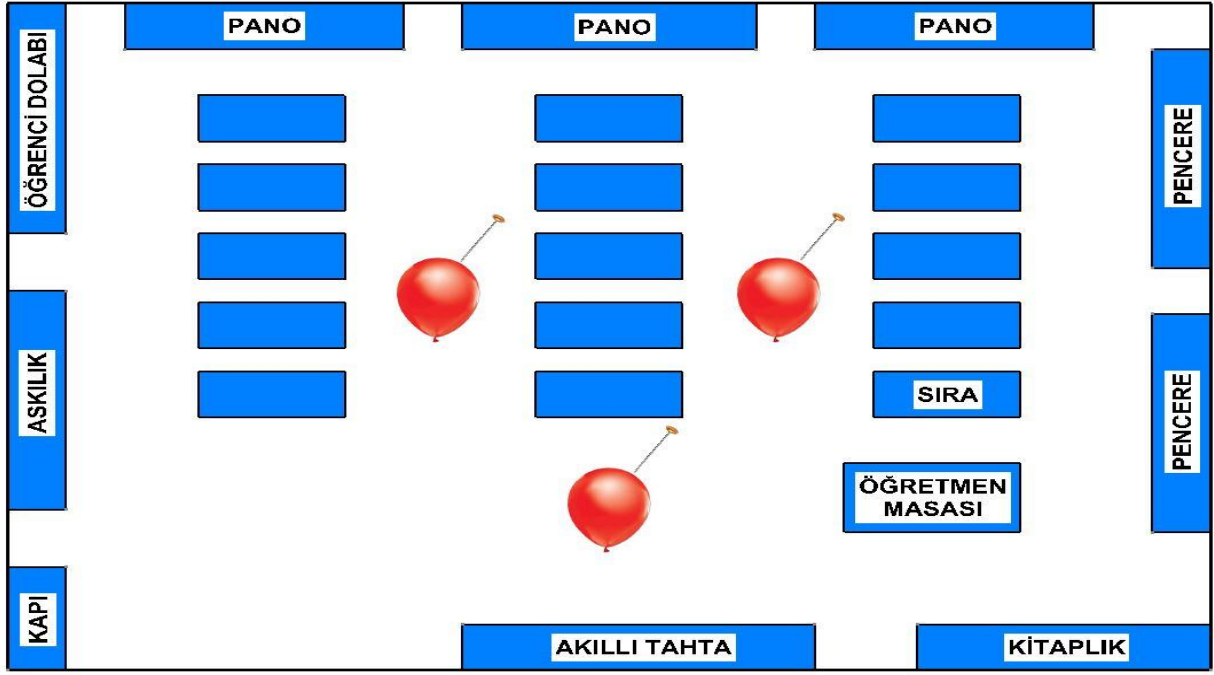 PANO
PANO
PANO
ÖĞRENCİ DOLABI
PENCERE
ASKILIK
SIRA
PENCERE
ÖĞRETMEN
MASASI
KAPI
AKILLI TAHTA
KİTAPLIK